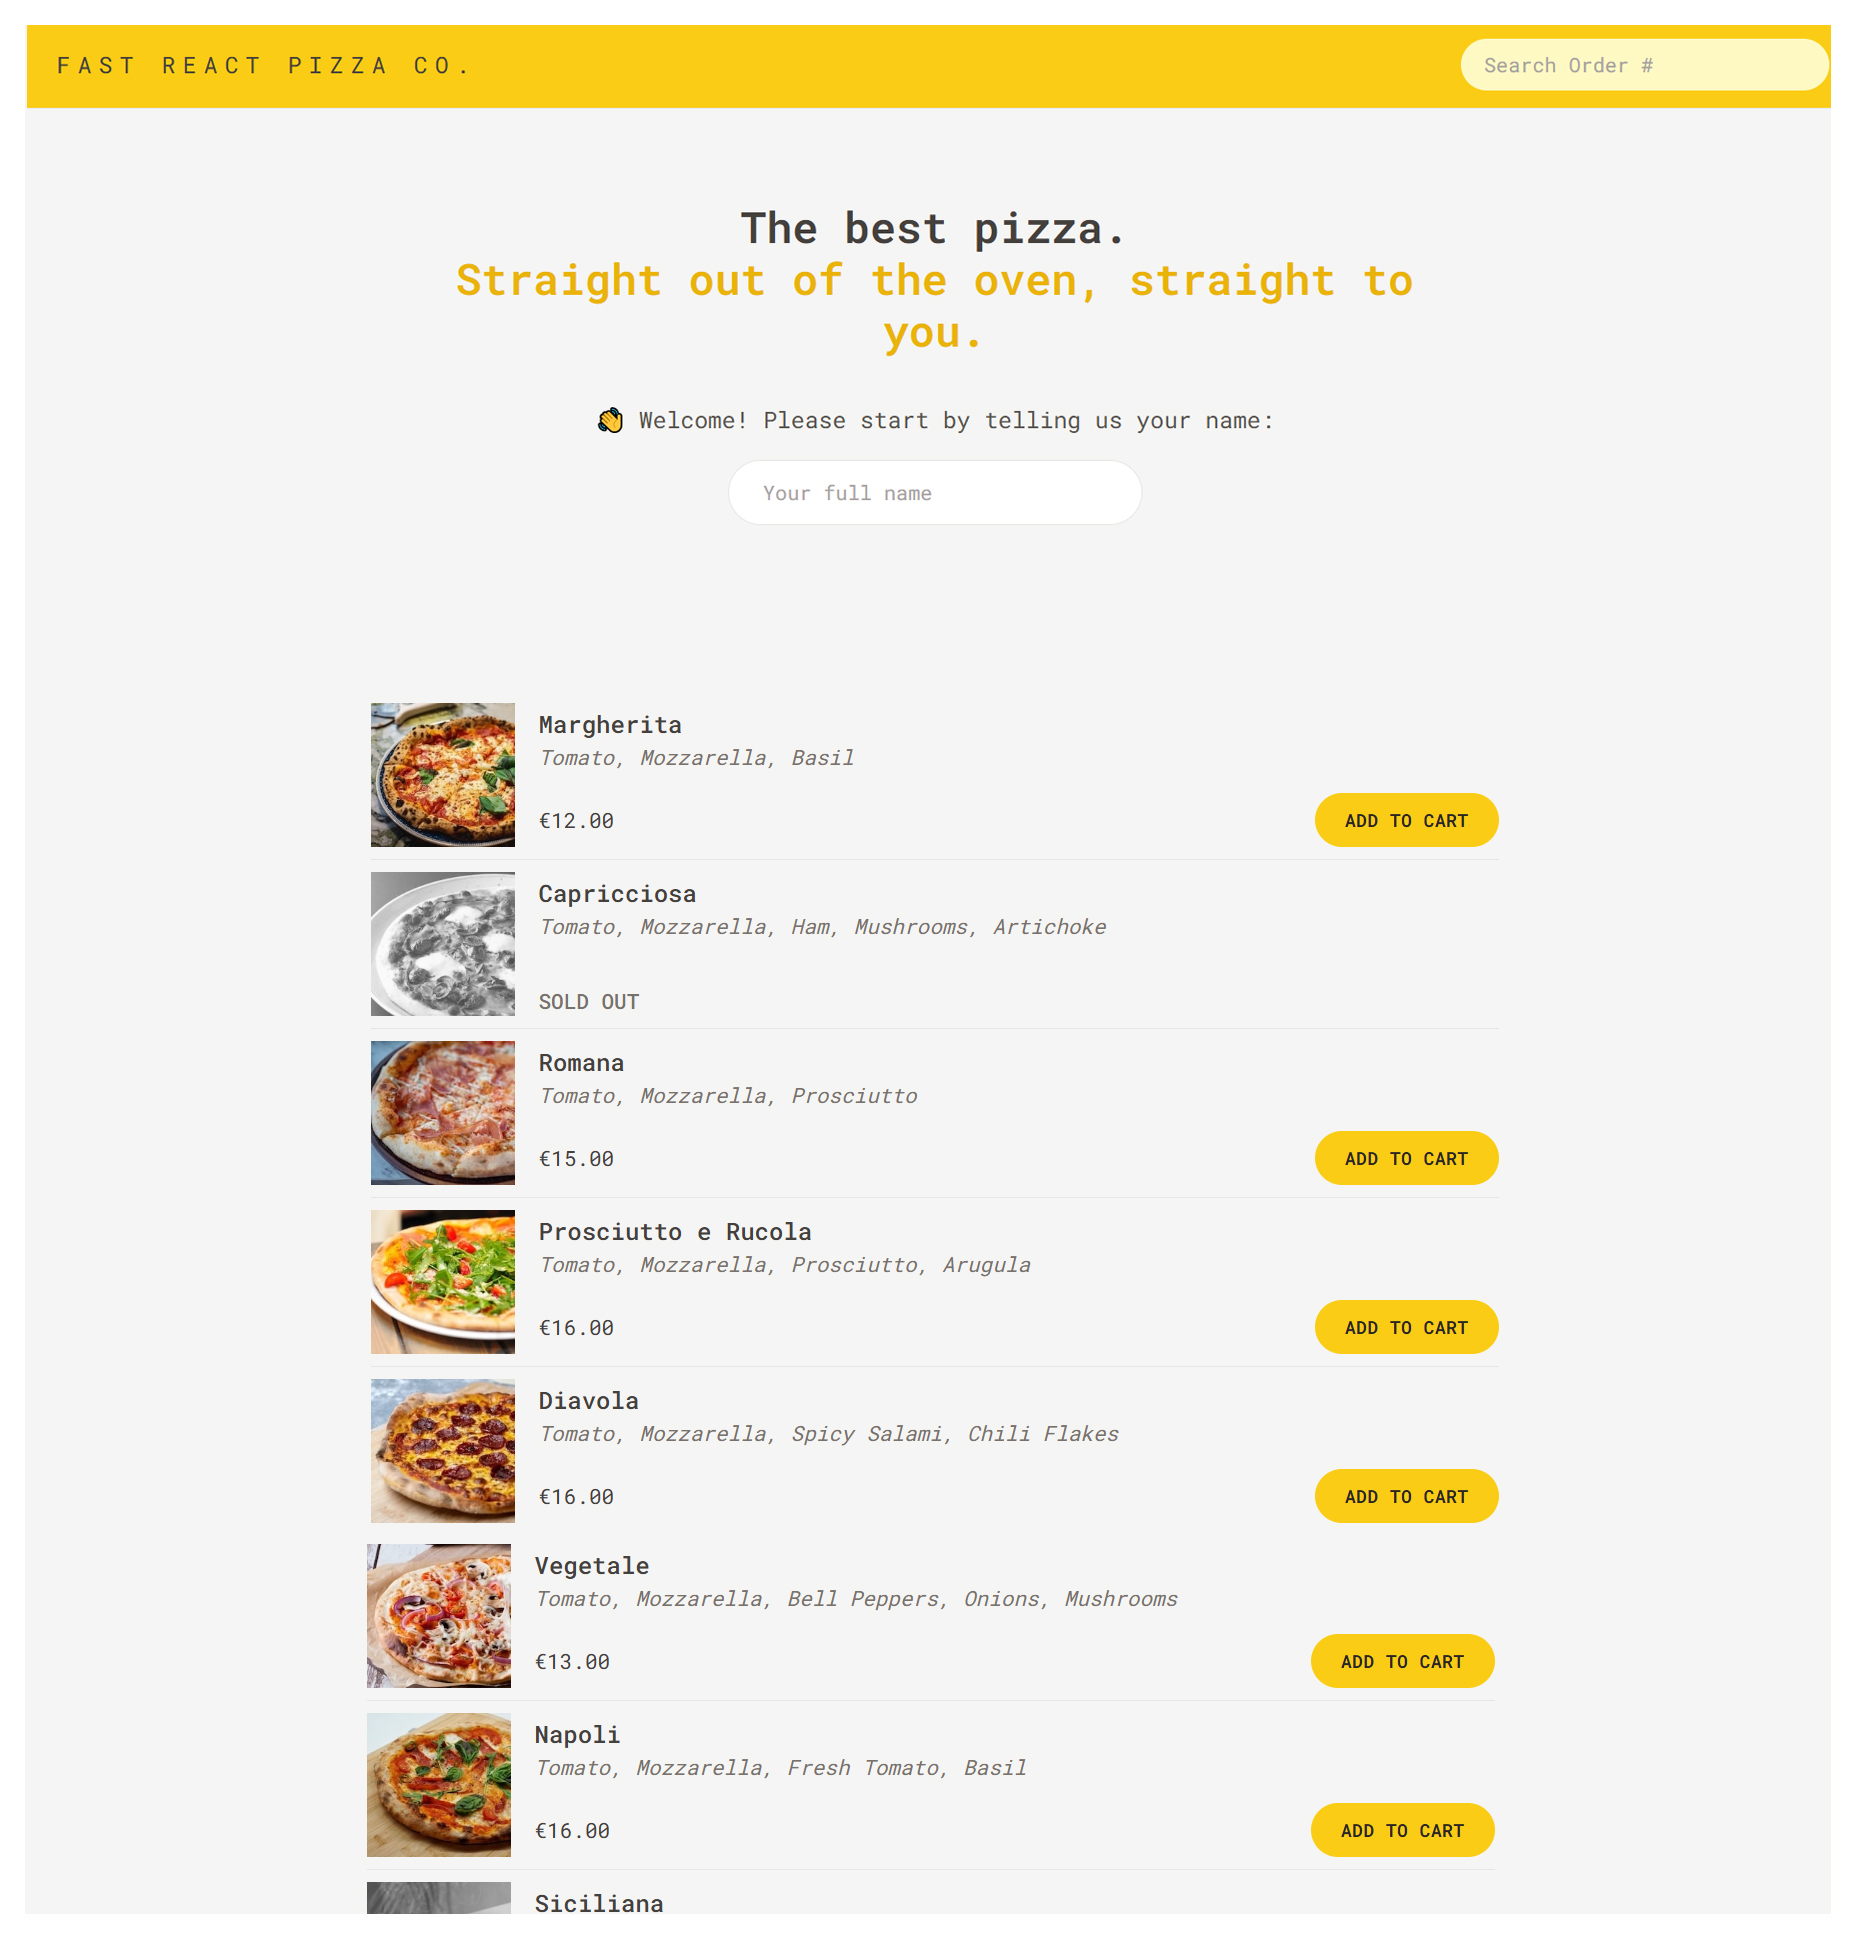 FAST REACT PIZZA CO.
Search Order #
The best pizza.
Straight out of the oven, straight to
you.
👋 Welcome! Please start by telling us your name:
Your full name
Margherita
Tomato, Mozzarella, Basil
€12.00
ADD TO CART
Capricciosa
Tomato, Mozzarella, Ham, Mushrooms, Artichoke
SOLD OUT
Romana
Tomato, Mozzarella, Prosciutto
€15.00
ADD TO CART
Prosciutto e Rucola
Tomato, Mozzarella, Prosciutto, Arugula
€16.00
ADD TO CART
Diavola
Tomato, Mozzarella, Spicy Salami, Chili Flakes
€16.00
ADD TO CART
Vegetale
Tomato, Mozzarella, Bell Peppers, Onions, Mushrooms
€13.00
ADD TO CART
Napoli
Tomato, Mozzarella, Fresh Tomato, Basil
€16.00
ADD TO CART
Siciliana